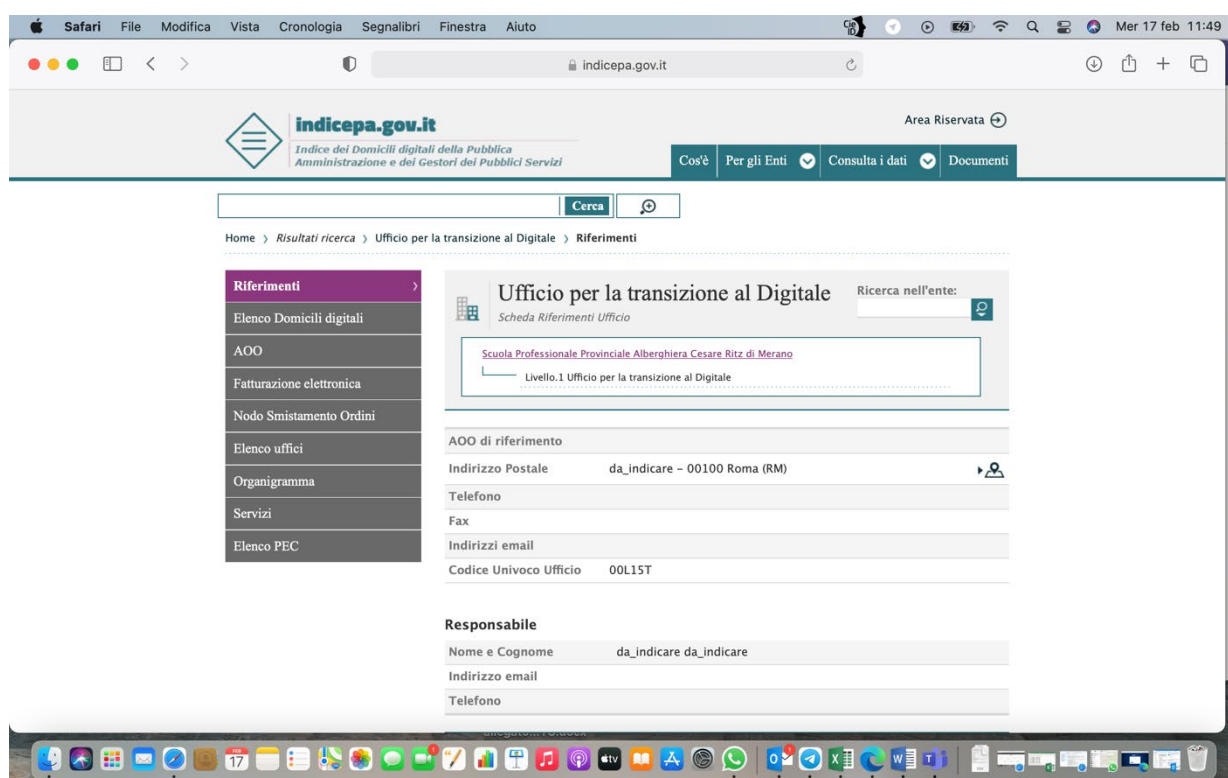 Safari File Modifica Vista Cronologia Segnalibri Finestra Aiuto Mer 17 feb 11:49
indicepa.gov.it
Area Riservata
indicepa.gov.it
Indice dei Domicili digitali della Pubblica
Amministrazione e dei Gestori dei Pubblici Servizi
Cos'è Per gli Enti Consulta i dati Documenti
Cerca
Home > Risultati ricerca > Ufficio per la transizione al Digitale > Riferimenti
Riferimenti
Elenco Domicili digitali
AOO
Fatturazione elettronica
Nodo Smistamento Ordini
Elenco uffici
Organigramma
Servizi
Elenco PEC
Ufficio per la transizione al Digitale
Scheda Riferimenti Ufficio
Ricerca nell'ente:
Scuola Professionale Provinciale Alberghiera Cesare Ritz di Merano
Livello.1 Ufficio per la transizione al Digitale
AOO di riferimento
Indirizzo Postale da_indicare - 00100 Roma (RM)
Telefono
Fax
Indirizzi email
Codice Univoco Ufficio 00L15T
Responsabile
Nome e Cognome da_indicare da_indicare
Indirizzo email
Telefono
FEB
17
tv